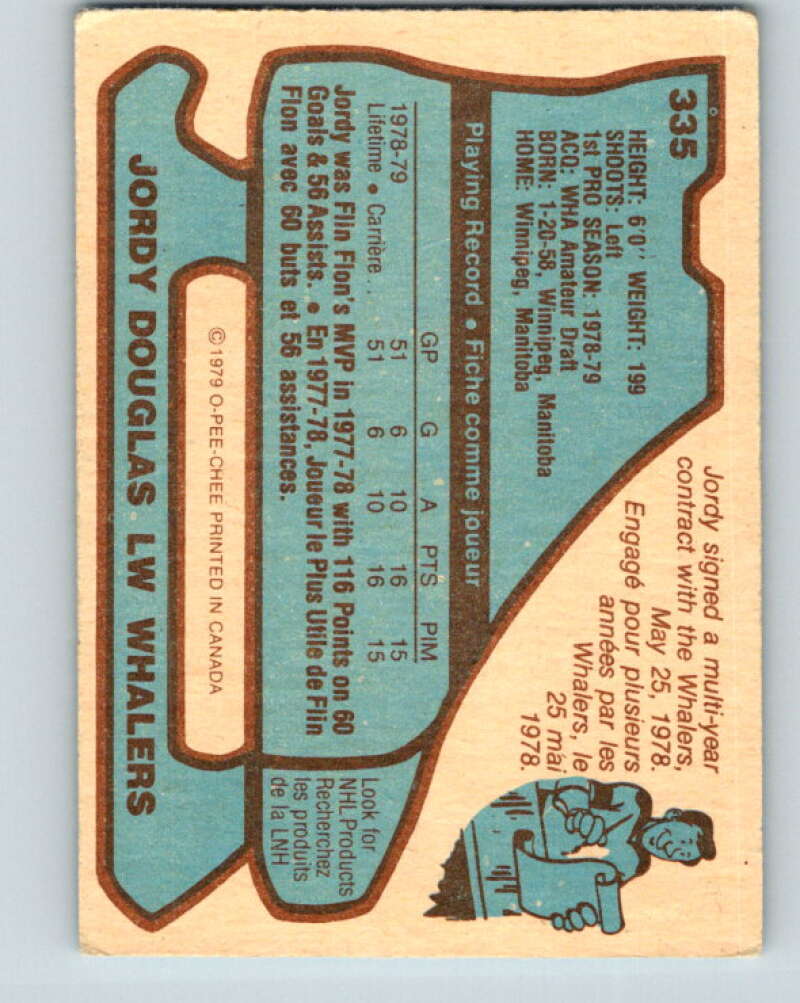 335
HEIGHT: 6'0" WEIGHT: 199
SHOOTS: Left
1st PRO SEASON: 1978-79
ACQ: WHA Amateur Draft
BORN: 1-20-58, Winnipeg, Manitoba
HOME: Winnipeg, Manitoba
Jordy signed a multi-year
contract with the Whalers,
May 25, 1978.
Engagé pour plusieurs
années par les
Whalers, le
25 mai
1978.
Playing Record • Fiche comme joueur
GP G A PTS PIM
1978-79 51 6 10 16 15
Lifetime • Carrière... 51 6 10 16 15
Jordy was Flin Flon's MVP in 1977-78 with 116 Points on 60
Goals & 56 Assists. • En 1977-78, Joueur le Plus Utile de Flin
Flon avec 60 buts et 56 assistances.
Look for
NHL Products
Recherchez
les produits
de la LNH
© 1979 O-PEE-CHEE PRINTED IN CANADA
JORDY DOUGLAS LW WHALERS